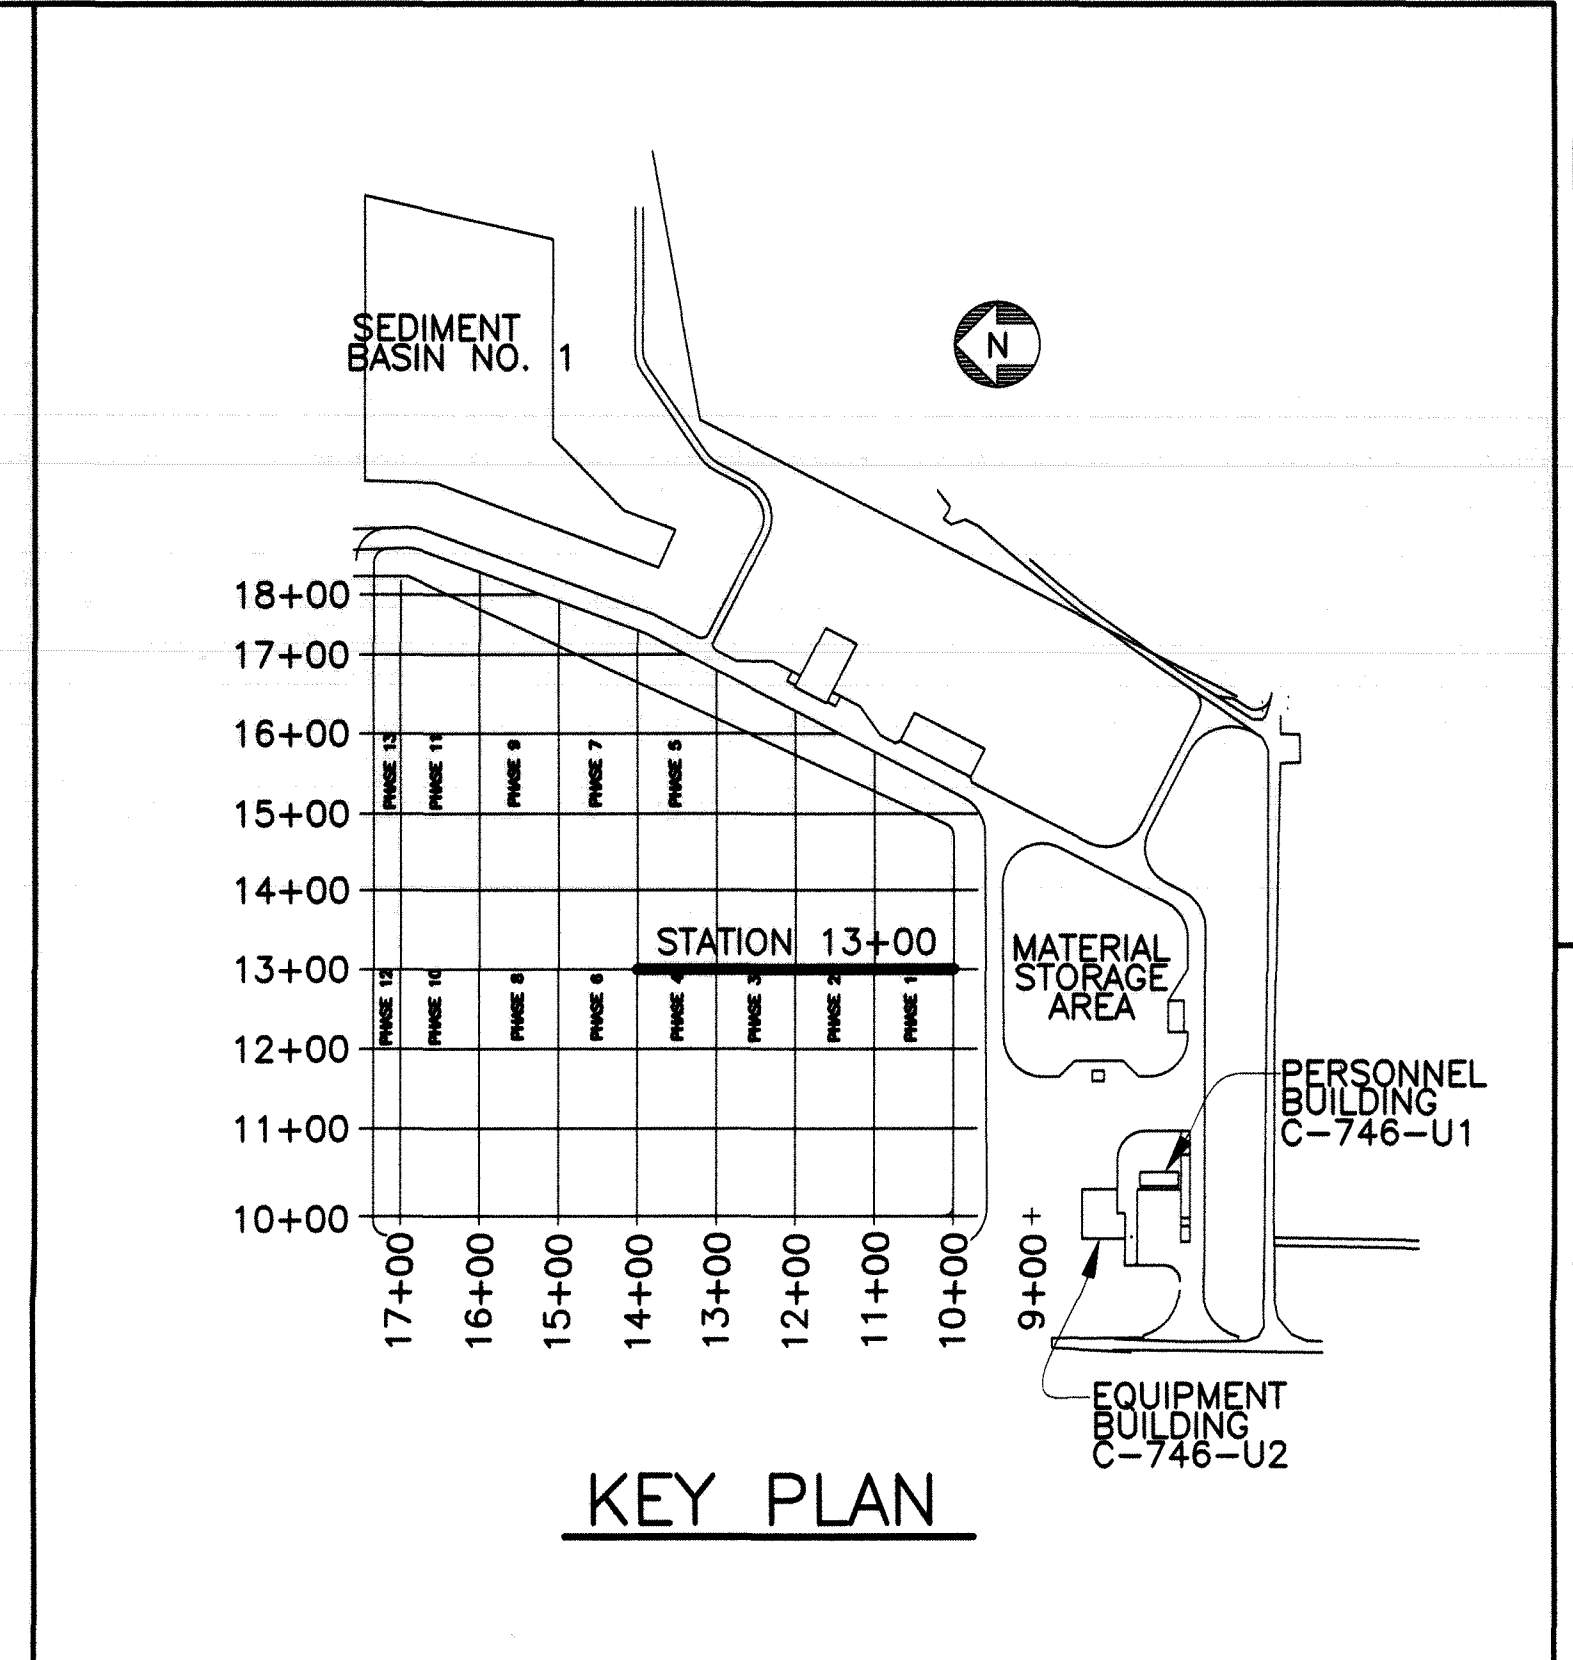 SEDIMENT
BASIN NO. 1
N
18+00
17+00
16+00
PHASE 13
PHASE 11
PHASE 9
PHASE 7
PHASE 5
15+00
14+00
STATION 13+00
13+00
PHASE 12
PHASE 10
PHASE 8
PHASE 6
PHASE 4
PHASE 3
PHASE 2
PHASE 1
MATERIAL
STORAGE
AREA
12+00
11+00
10+00
PERSONNEL
BUILDING
C-746-U1
17+00
16+00
15+00
14+00
13+00
12+00
11+00
10+00
9+00
EQUIPMENT
BUILDING
C-746-U2
KEY PLAN